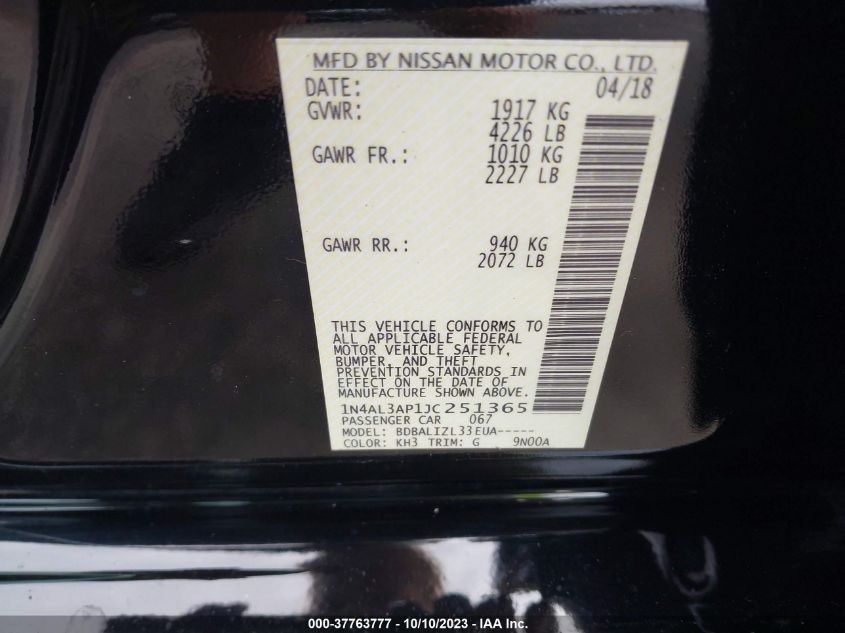 MFD BY NISSAN MOTOR CO., LTD.
DATE: 04/18
GVWR: 1917 KG
4226 LB
GAWR FR.: 1010 KG
2227 LB
GAWR RR.: 940 KG
2072 LB
THIS VEHICLE CONFORMS TO
ALL APPLICABLE FEDERAL
MOTOR VEHICLE SAFETY,
BUMPER, AND THEFT
PREVENTION STANDARDS IN
EFFECT ON THE DATE OF
MANUFACTURE SHOWN ABOVE.
1N4AL3AP1JC251365
PASSENGER CAR 067
MODEL: BDBALIZL33EUA-----
COLOR: KH3 TRIM: G 9N00A
000-37763777 - 10/10/2023 - © IAA Inc.